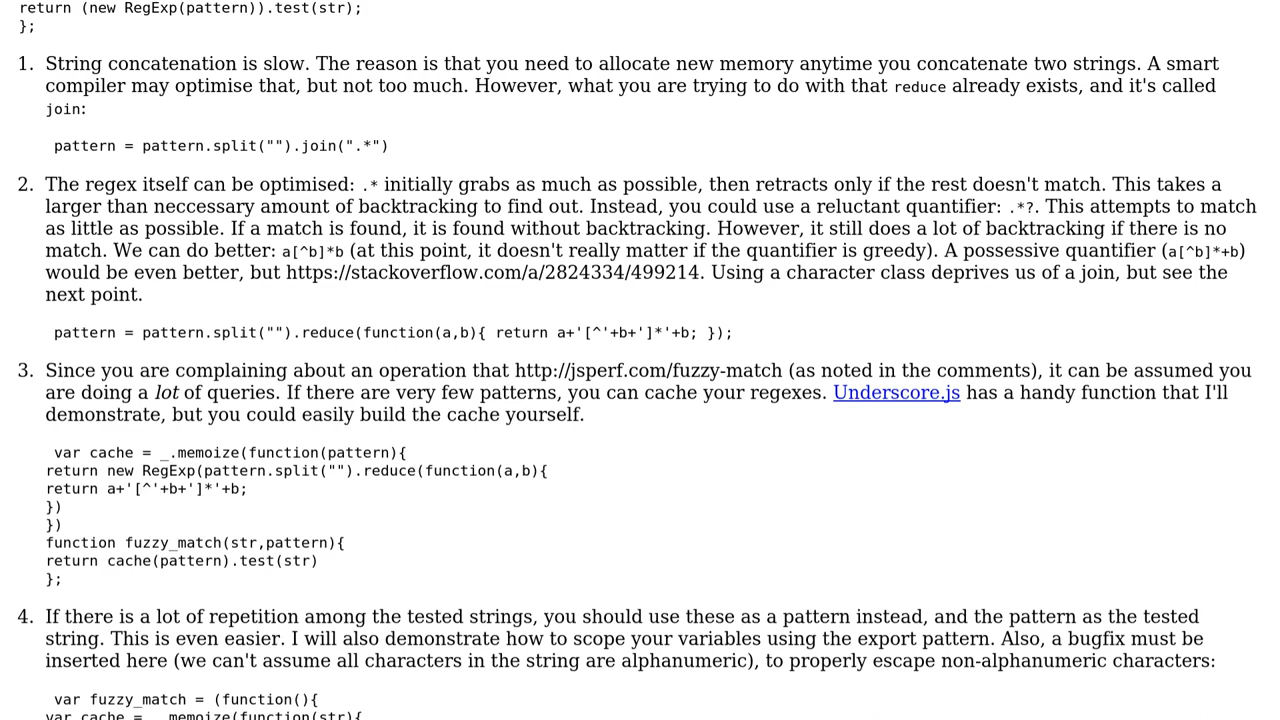 return (new RegExp(pattern)).test(str);
};
1. String concatenation is slow. The reason is that you need to allocate new memory anytime you concatenate two strings. A smart
compiler may optimise that, but not too much. However, what you are trying to do with that reduce already exists, and it's called
join:
pattern = pattern.split("").join(".*")
2. The regex itself can be optimised: .* initially grabs as much as possible, then retracts only if the rest doesn't match. This takes a
larger than neccessary amount of backtracking to find out. Instead, you could use a reluctant quantifier: .*?. This attempts to match
as little as possible. If a match is found, it is found without backtracking. However, it still does a lot of backtracking if there is no
match. We can do better: a[^b]*b (at this point, it doesn't really matter if the quantifier is greedy). A possessive quantifier (a[^b]*+b)
would be even better, but https://stackoverflow.com/a/2824334/499214. Using a character class deprives us of a join, but see the
next point.
pattern = pattern.split("").reduce(function(a,b){ return a+'[^'+b+']*'+b; });
3. Since you are complaining about an operation that http://jsperf.com/fuzzy-match (as noted in the comments), it can be assumed you
are doing a lot of queries. If there are very few patterns, you can cache your regexes. Underscore.js has a handy function that I'll
demonstrate, but you could easily build the cache yourself.
var cache = _.memoize(function(pattern){
return new RegExp(pattern.split("").reduce(function(a,b){
return a+'[^'+b+']*'+b;
})
})
function fuzzy_match(str,pattern){
return cache(pattern).test(str)
};
4. If there is a lot of repetition among the tested strings, you should use these as a pattern instead, and the pattern as the tested
string. This is even easier. I will also demonstrate how to scope your variables using the export pattern. Also, a bugfix must be
inserted here (we can't assume all characters in the string are alphanumeric), to properly escape non-alphanumeric characters:
var fuzzy_match = (function(){
var cache = _.memoize(function(str){